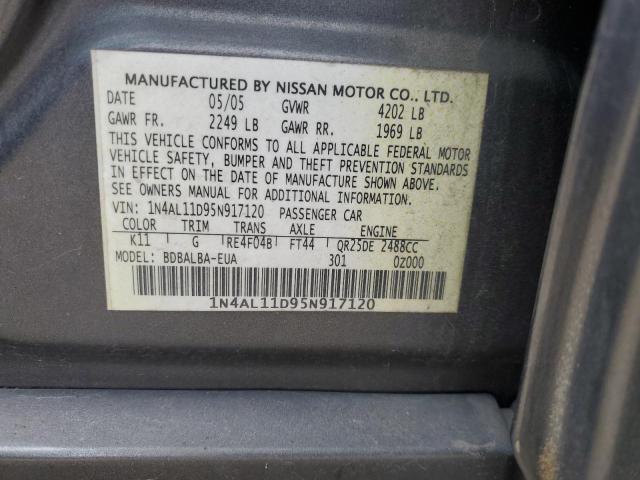 MANUFACTURED BY NISSAN MOTOR CO., LTD.
DATE 05/05 GVWR 4202 LB
GAWR FR. 2249 LB GAWR RR. 1969 LB
THIS VEHICLE CONFORMS TO ALL APPLICABLE FEDERAL MOTOR
VEHICLE SAFETY, BUMPER AND THEFT PREVENTION STANDARDS
IN EFFECT ON THE DATE OF MANUFACTURE SHOWN ABOVE.
SEE OWNERS MANUAL FOR ADDITIONAL INFORMATION.
VIN: 1N4AL11D95N917120 PASSENGER CAR
COLOR TRIM TRANS AXLE ENGINE
K11 G RE4F04B FT44 QR25DE 2488CC
MODEL: BDBALBA-EUA 301 0Z000
1N4AL11D95N917120